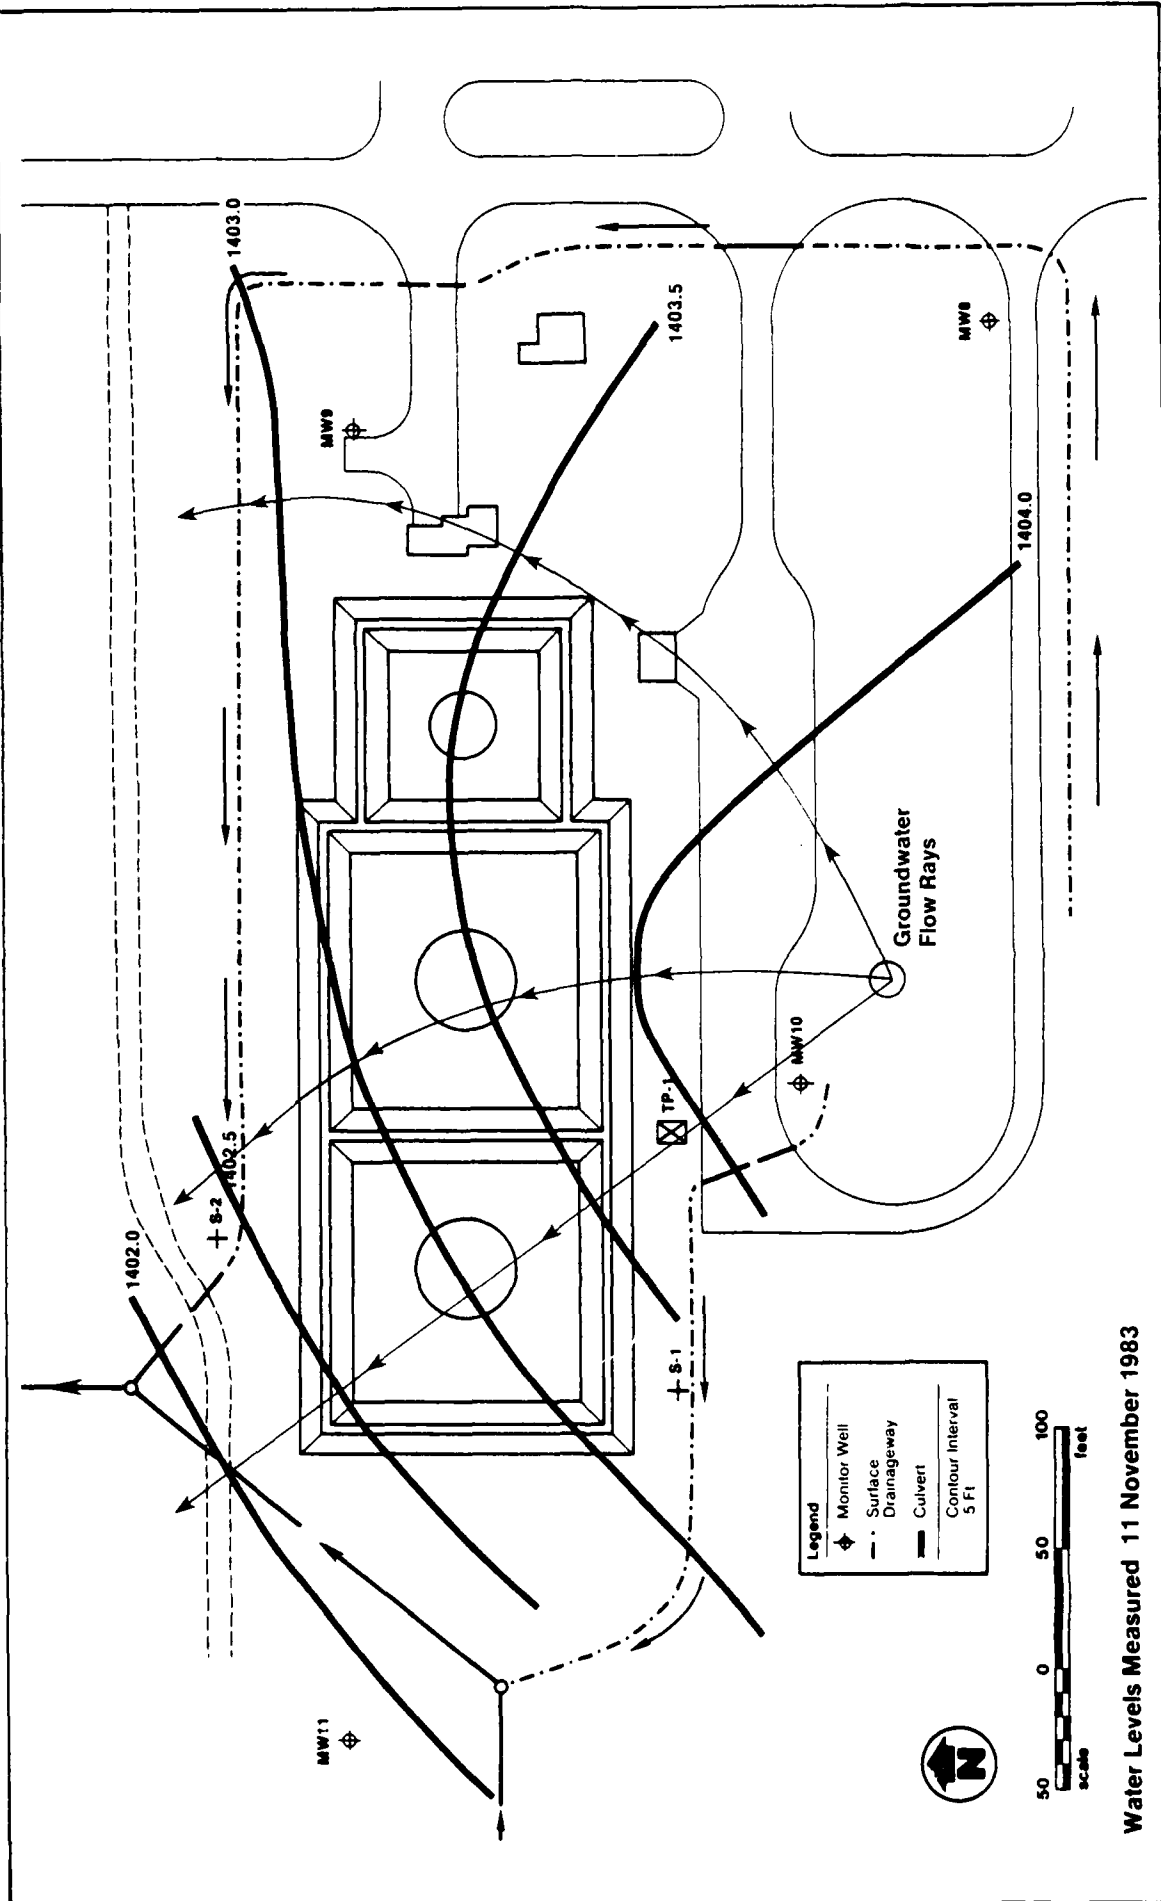 1403.0
1403.5
MW9
MW8
1404.0
Groundwater
Flow Rays
MW10
TP-1
1402.5
S-2
1402.0
S-1
MW11
Legend
Monitor Well
Surface
Drainageway
Culvert
Contour Interval
5 Ft
N
50 0 50 100
scale feet
Water Levels Measured 11 November 1983